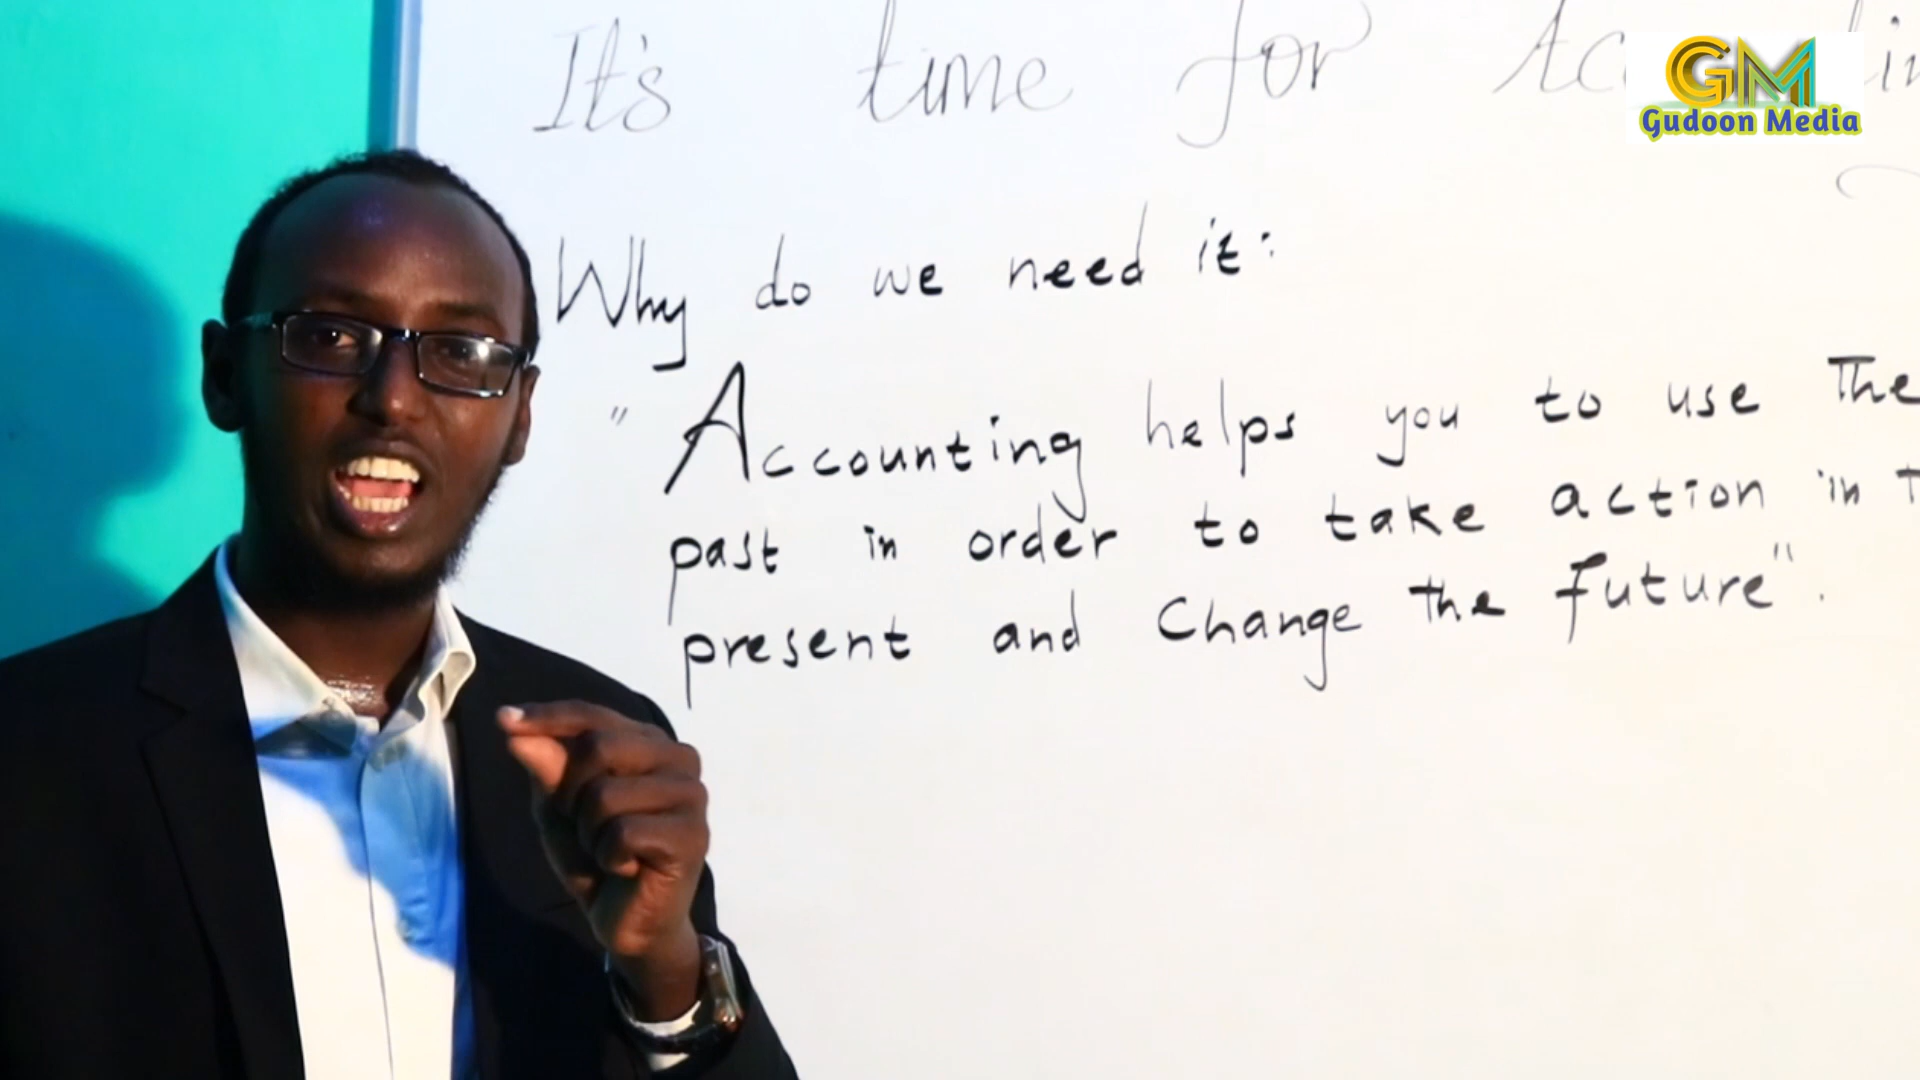 It's time for
GM
Gudoon Media
Why do we need it:
"Accounting helps you to use The
past in order to take action in
present and Change the future".